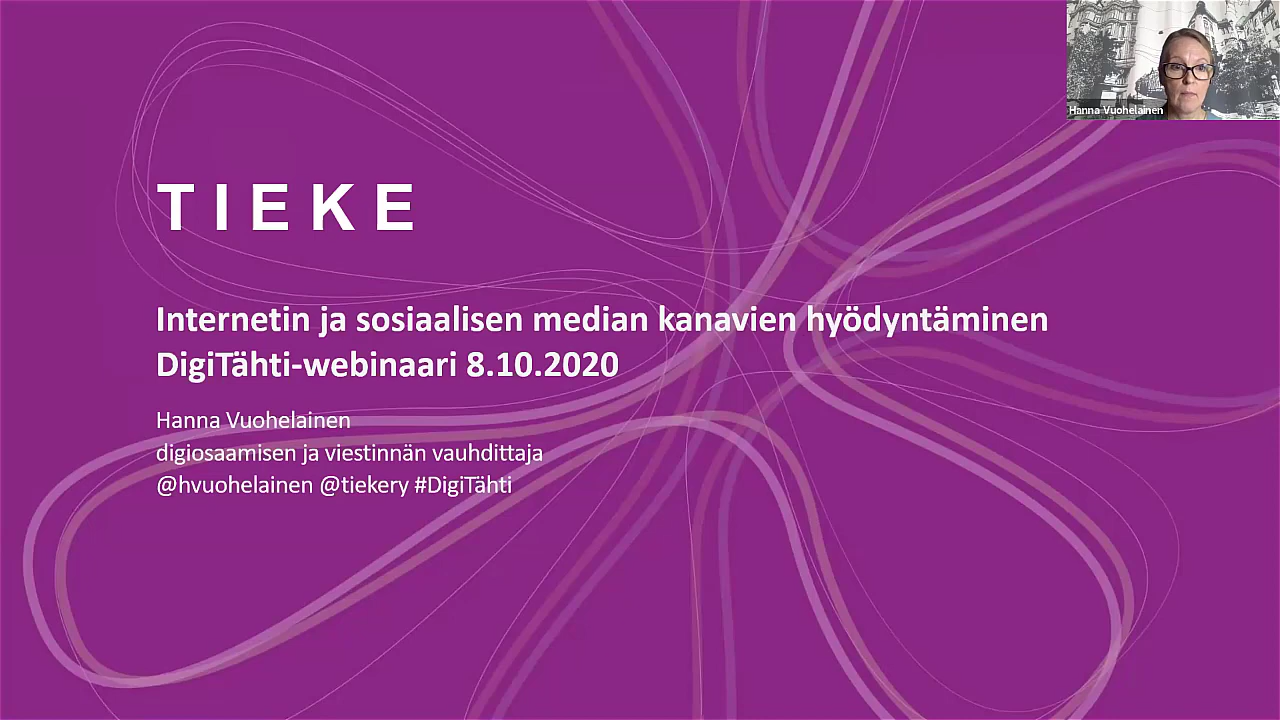 Hanna Vuohelainen
TIEKE
Internetin ja sosiaalisen median kanavien hyödyntäminen
DigiTähti-webinaari 8.10.2020
Hanna Vuohelainen
digiosaamisen ja viestinnän vauhdittaja
@hvuohelainen @tiekery #DigiTähti